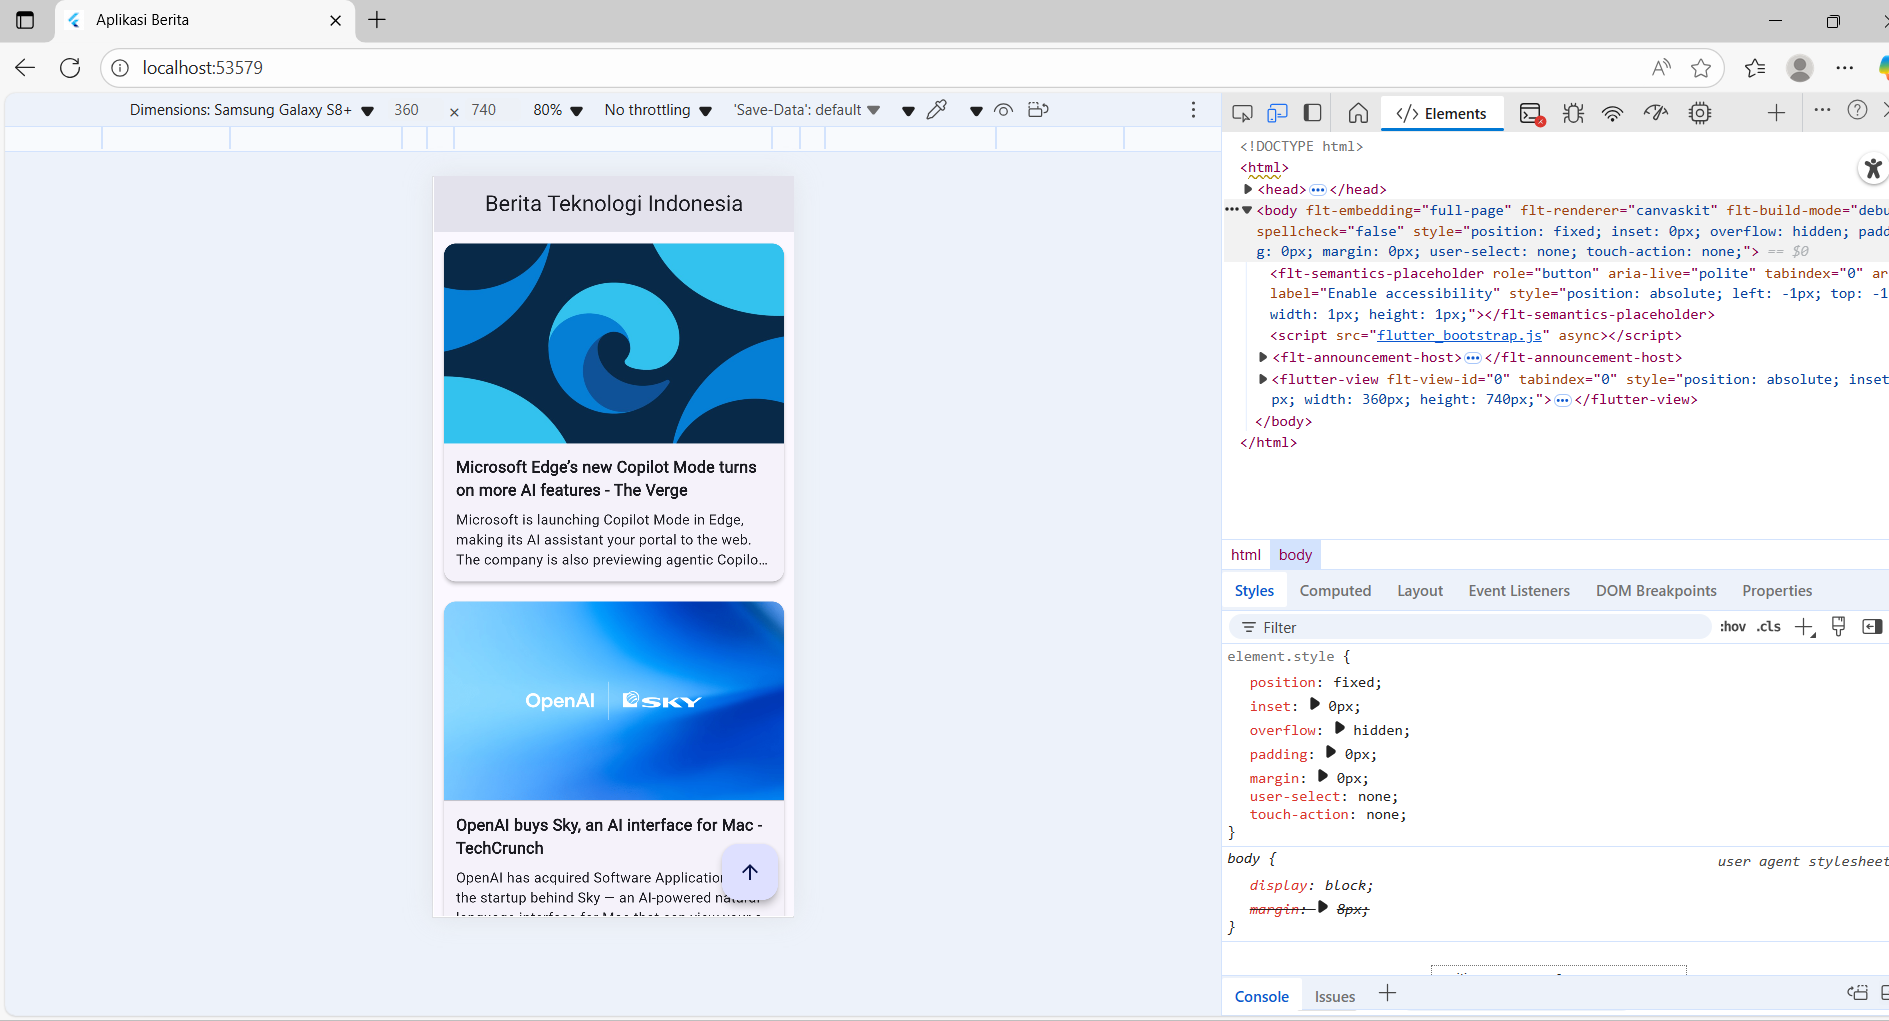 Aplikasi Berita
localhost:53579
Dimensions: Samsung Galaxy S8+ 360 × 740 80% No throttling 'Save-Data': default
Berita Teknologi Indonesia
Microsoft Edge’s new Copilot Mode turns
on more AI features - The Verge
Microsoft is launching Copilot Mode in Edge,
making its AI assistant your portal to the web.
The company is also previewing agentic Copilo…
OpenAI SKY
OpenAI buys Sky, an AI interface for Mac -
TechCrunch
OpenAI has acquired Software Application
the startup behind Sky — an AI-powered natural
language interface for Mac that can view your s
</> Elements
<!DOCTYPE html>
<html>
<head> ••• </head>
••• <body flt-embedding="full-page" flt-renderer="canvaskit" flt-build-mode="debu
spellcheck="false" style="position: fixed; inset: 0px; overflow: hidden; padd
g: 0px; margin: 0px; user-select: none; touch-action: none;"> == $0
<flt-semantics-placeholder role="button" aria-live="polite" tabindex="0" ar
label="Enable accessibility" style="position: absolute; left: -1px; top: -1
width: 1px; height: 1px;"></flt-semantics-placeholder>
<script src="flutter_bootstrap.js" async></script>
<flt-announcement-host> ••• </flt-announcement-host>
<flutter-view flt-view-id="0" tabindex="0" style="position: absolute; inset
px; width: 360px; height: 740px;"> ••• </flutter-view>
</body>
</html>
html body
Styles Computed Layout Event Listeners DOM Breakpoints Properties
Filter :hov .cls
element.style {
position: fixed;
inset: 0px;
overflow: hidden;
padding: 0px;
margin: 0px;
user-select: none;
touch-action: none;
}
body { user agent stylesheet
display: block;
margin: 8px;
}
Console Issues